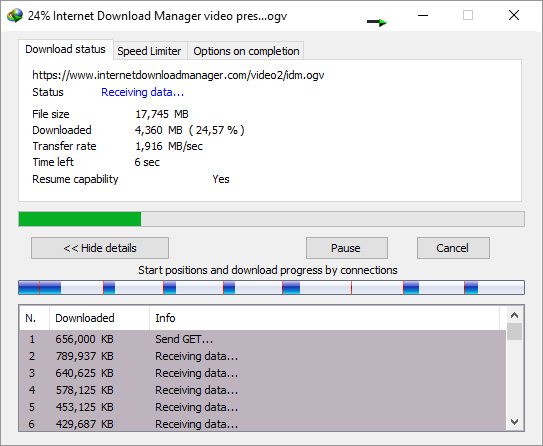 24% Internet Download Manager video pres...ogv
Download status Speed Limiter Options on completion
https://www.internetdownloadmanager.com/video2/idm.ogv
Status Receiving data...
File size 17,745 MB
Downloaded 4,360 MB ( 24,57 % )
Transfer rate 1,916 MB/sec
Time left 6 sec
Resume capability Yes
<< Hide details Pause Cancel
Start positions and download progress by connections
N. Downloaded Info
1 656,000 KB Send GET...
2 789,937 KB Receiving data...
3 640,625 KB Receiving data...
4 578,125 KB Receiving data...
5 453,125 KB Receiving data...
6 429,687 KB Receiving data...